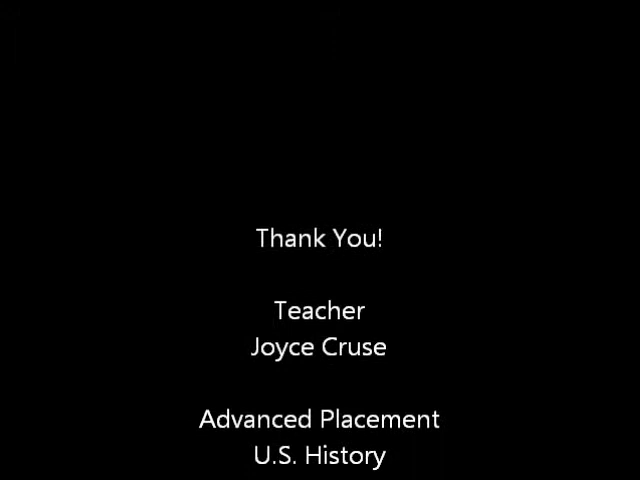 Thank You!
Teacher
Joyce Cruse
Advanced Placement
U.S. History